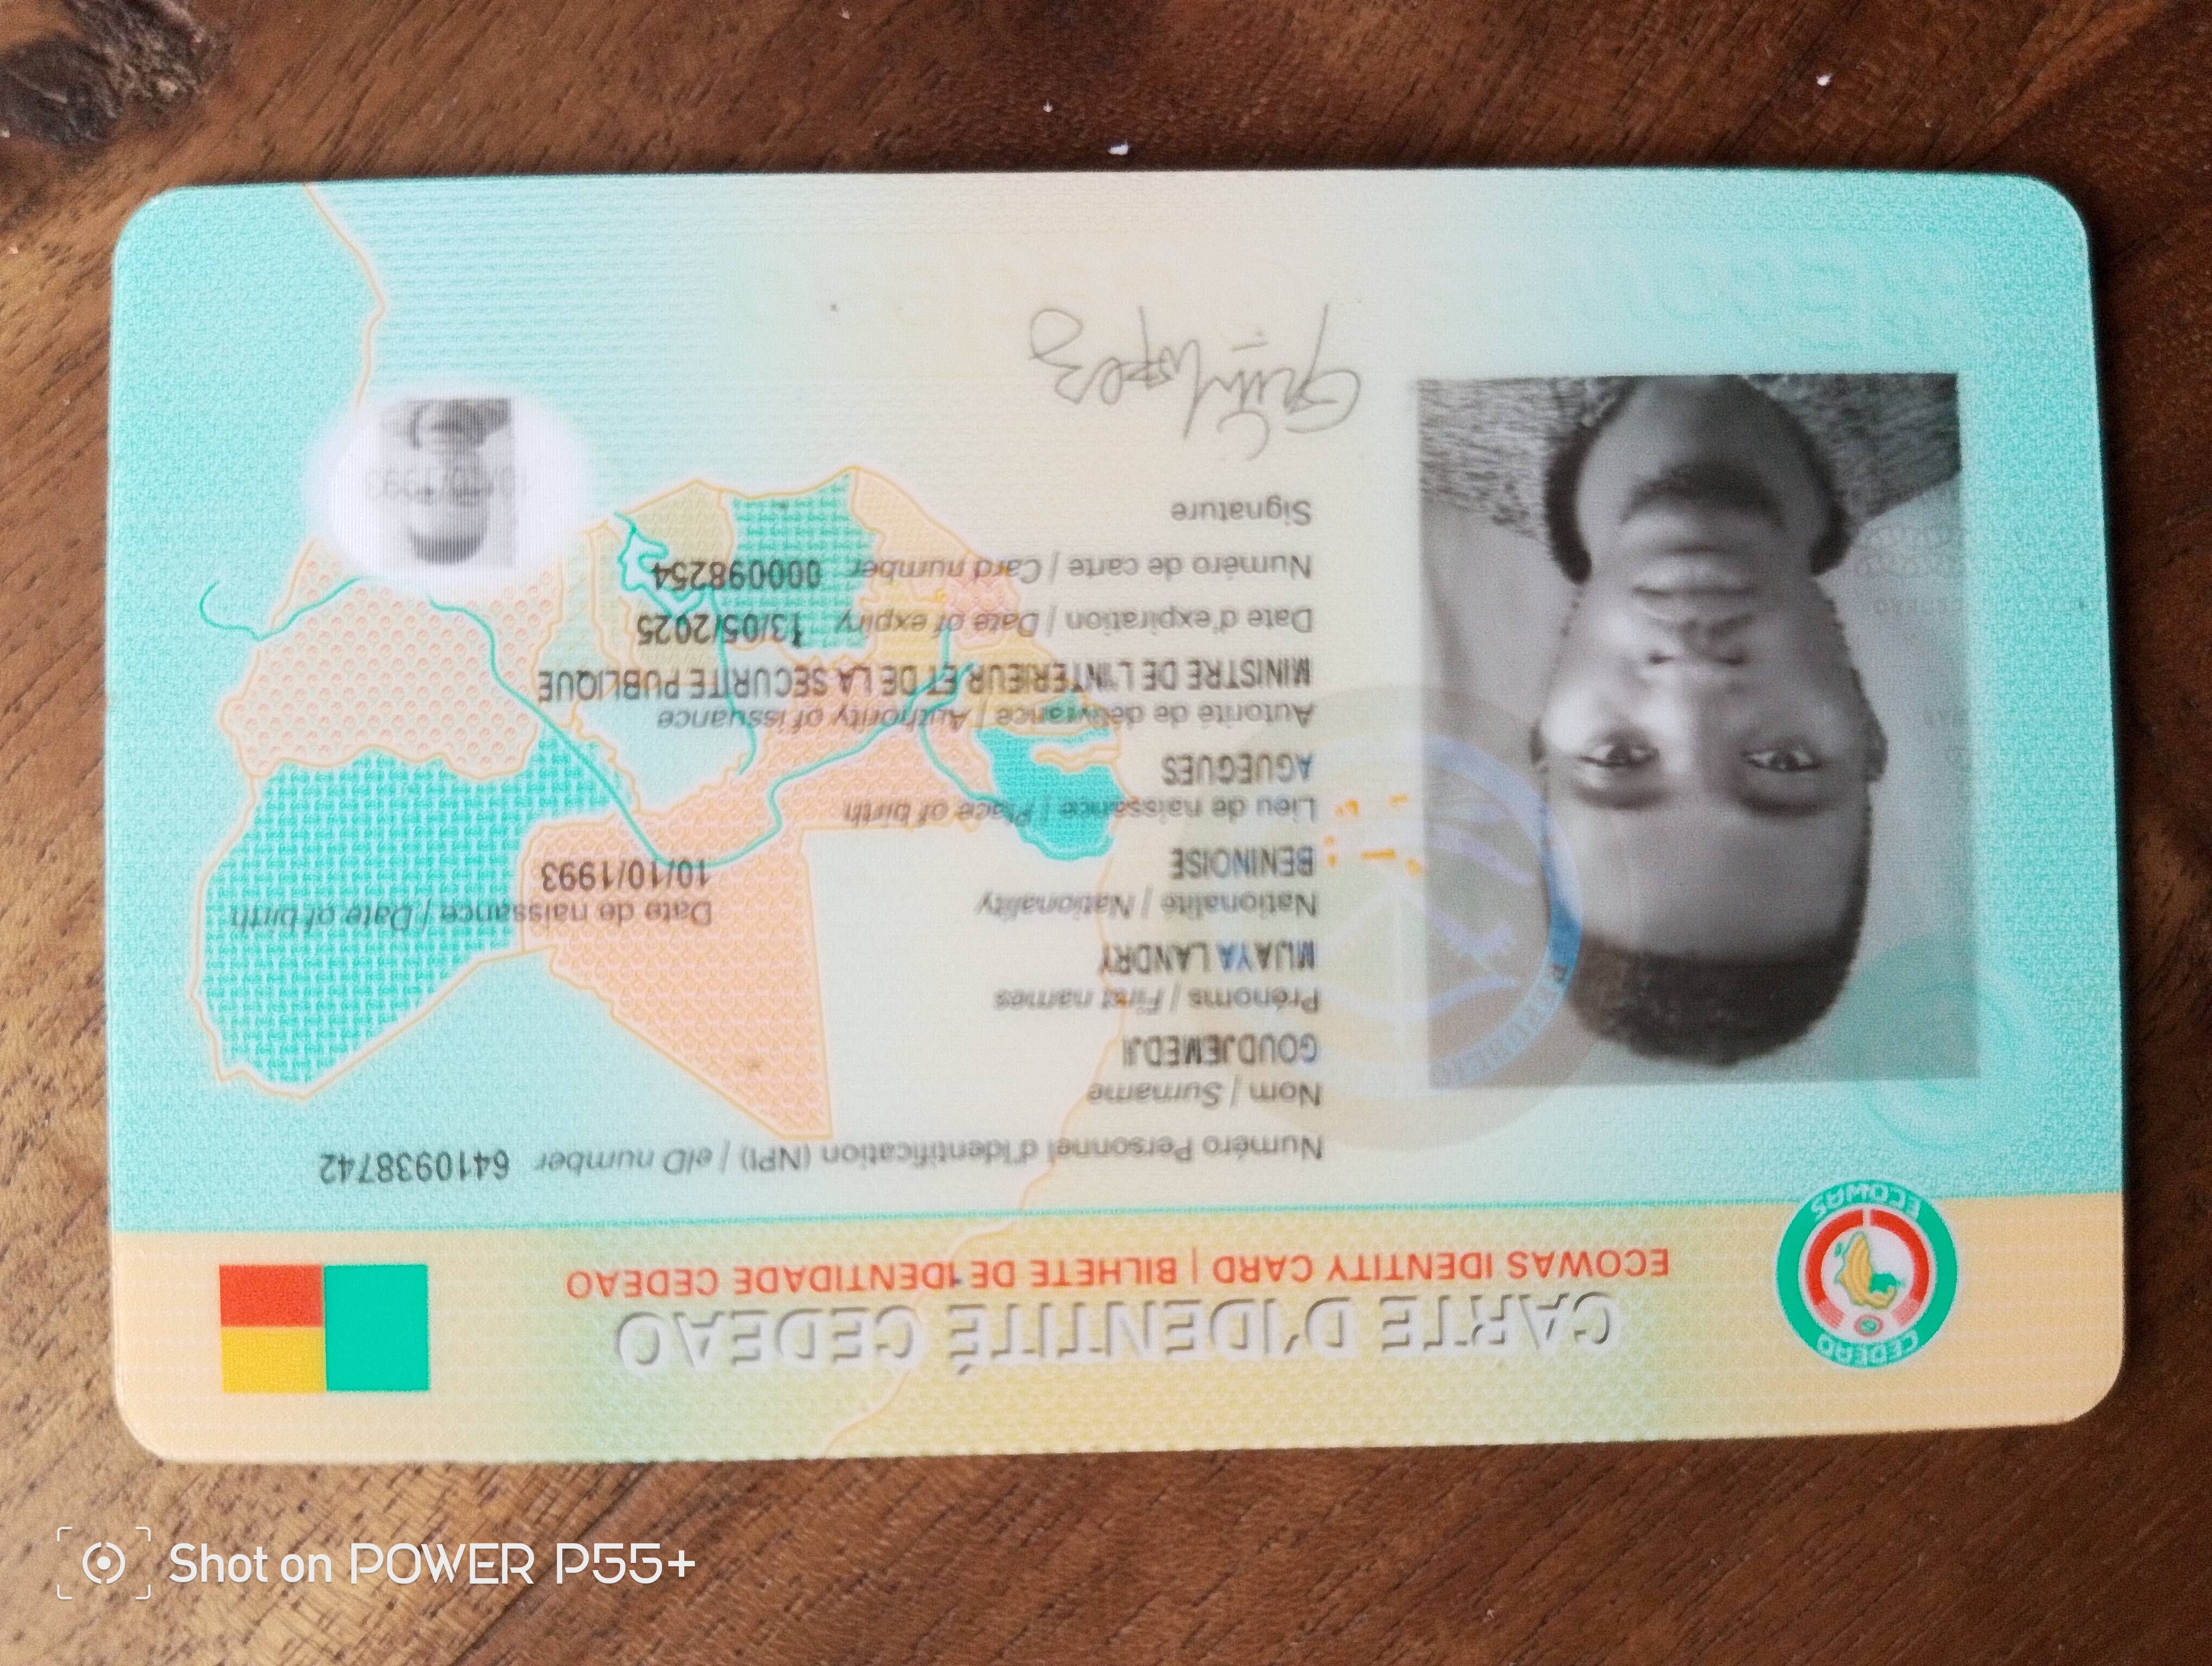 CARTE D'IDENTITÉ CEDEAO
ECOWAS IDENTITY CARD | BILHETE DE IDENTIDADE CEDEAO
CEDEAO
ECOWAS
Numéro Personnel d'Identification (NPI) | eID number 6410938742
Nom | Surname
GOUDJEMEDJI
Prénoms | First names
MIJAYA LANDRY
Nationalité | Nationality
BENINOISE
Date de naissance | Date of birth
10/10/1993
Lieu de naissance | Place of birth
AGUEGUES
Autorité de délivrance | Authority of issuance
MINISTRE DE L'INTERIEUR ET DE LA SECURITE PUBLIQUE
Date d'expiration | Date of expiry 13/05/2025
Numéro de carte | Card number 000098254
Signature
Shot on POWER P55+